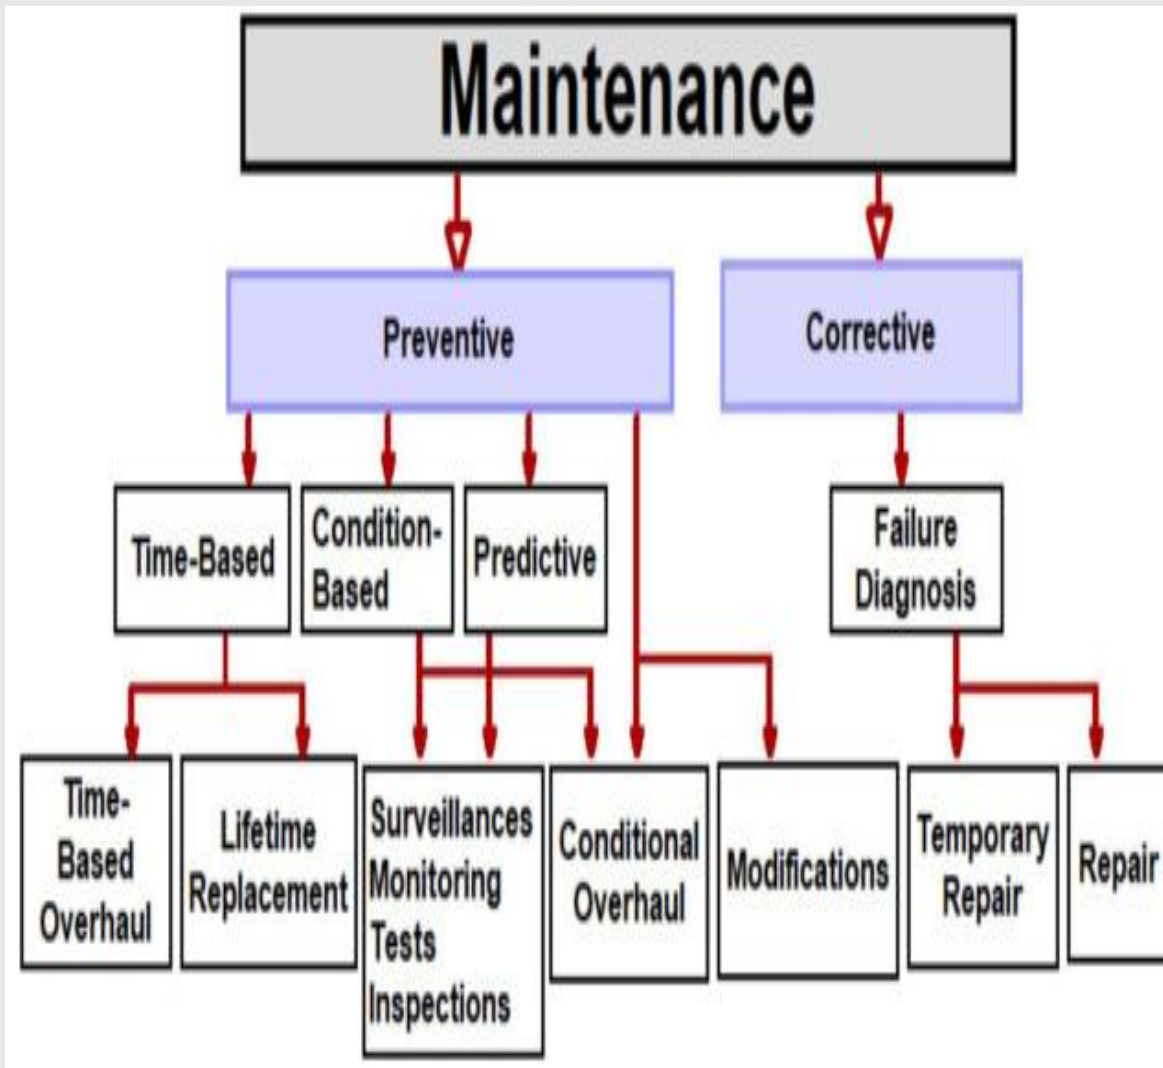 Maintenance
Preventive
Corrective
Time-Based
Condition-
Based
Predictive
Failure
Diagnosis
Time-
Based
Overhaul
Lifetime
Replacement
Surveillances
Monitoring
Tests
Inspections
Conditional
Overhaul
Modifications
Temporary
Repair
Repair